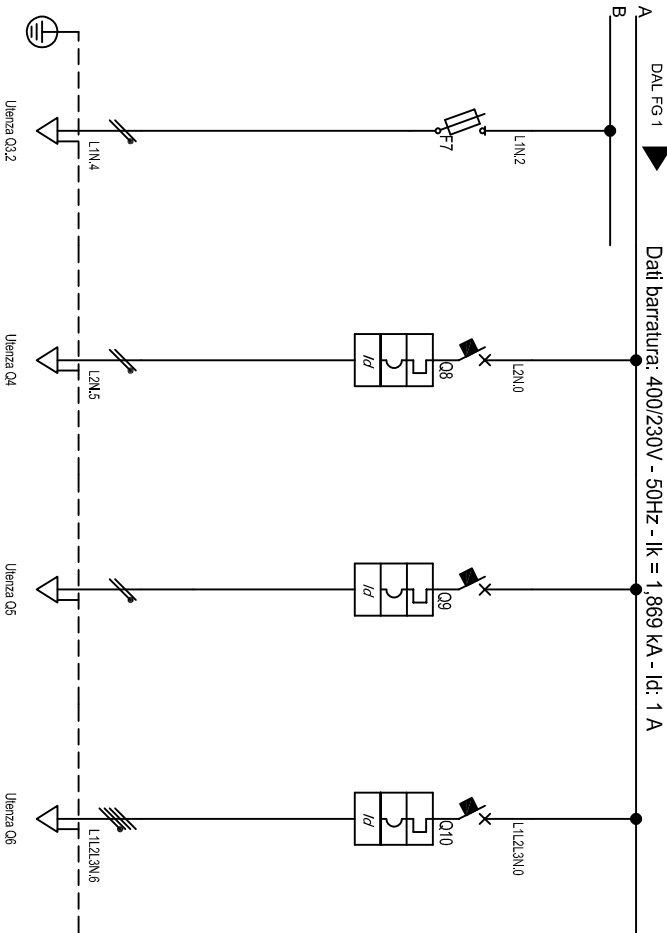 DAL FG 1
Dati barratura: 400/230V - 50Hz - Ik = 1,869 kA - Id: 1 A
A
B
L1N.2
L2N.0
L1L2L3N.0
F7
Q8
Q9
Q10
Id
Id
Id
L1N.4
L2N.5
L1L2L3N.6
Utenza Q3.2
Utenza Q4
Utenza Q5
Utenza Q6